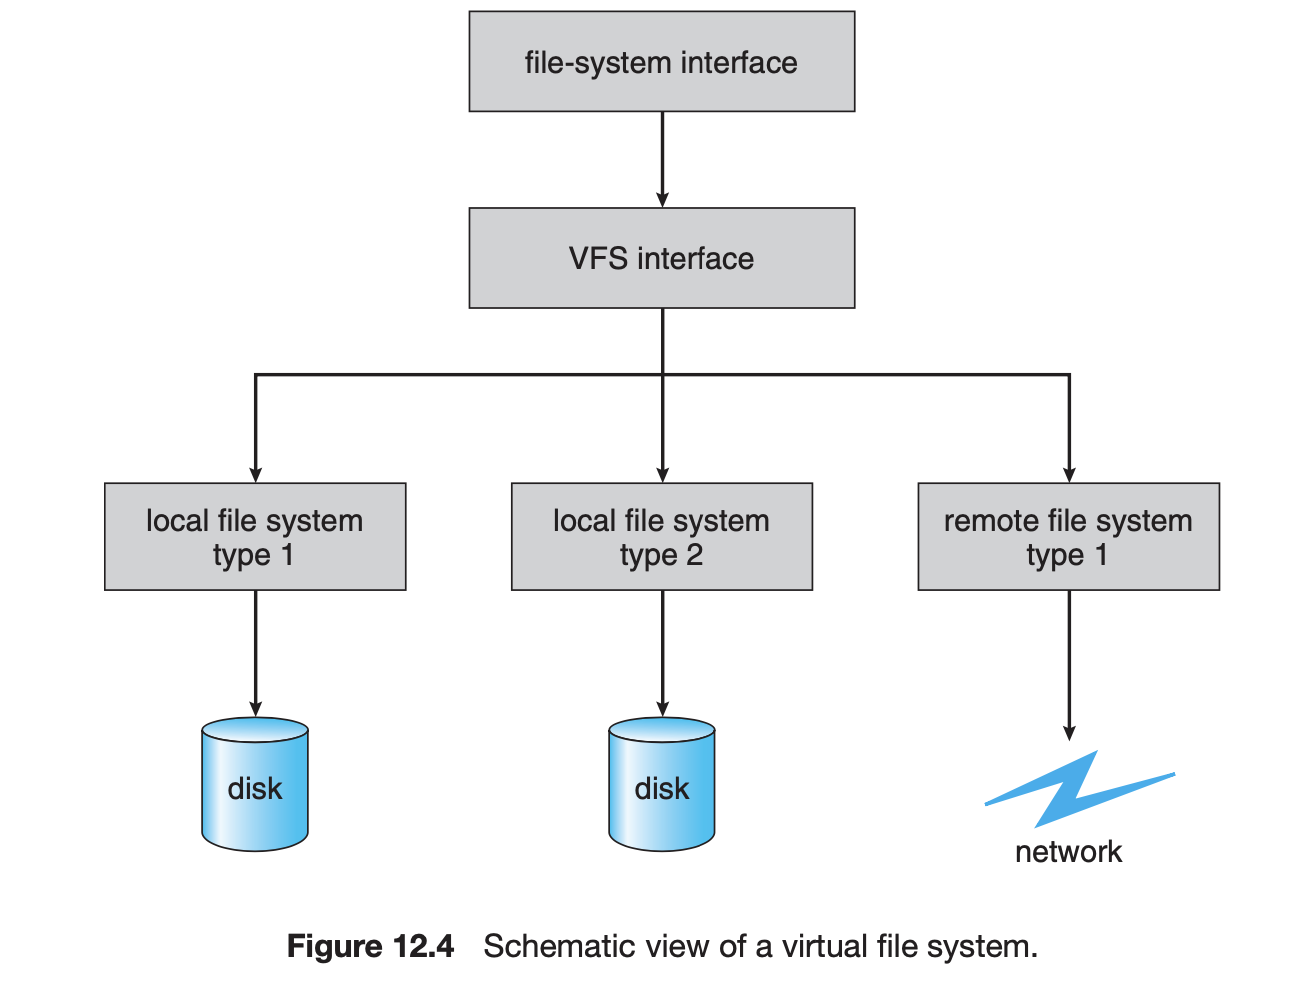 file-system interface
VFS interface
local file system
type 1
local file system
type 2
remote file system
type 1
disk
disk
network
Figure 12.4 Schematic view of a virtual file system.